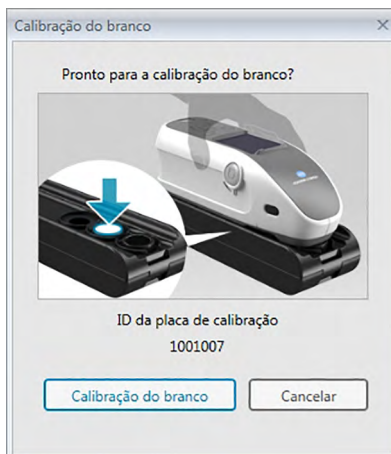 Calibração do branco
Pronto para a calibração do branco?
ID da placa de calibração
1001007
Calibração do branco
Cancelar